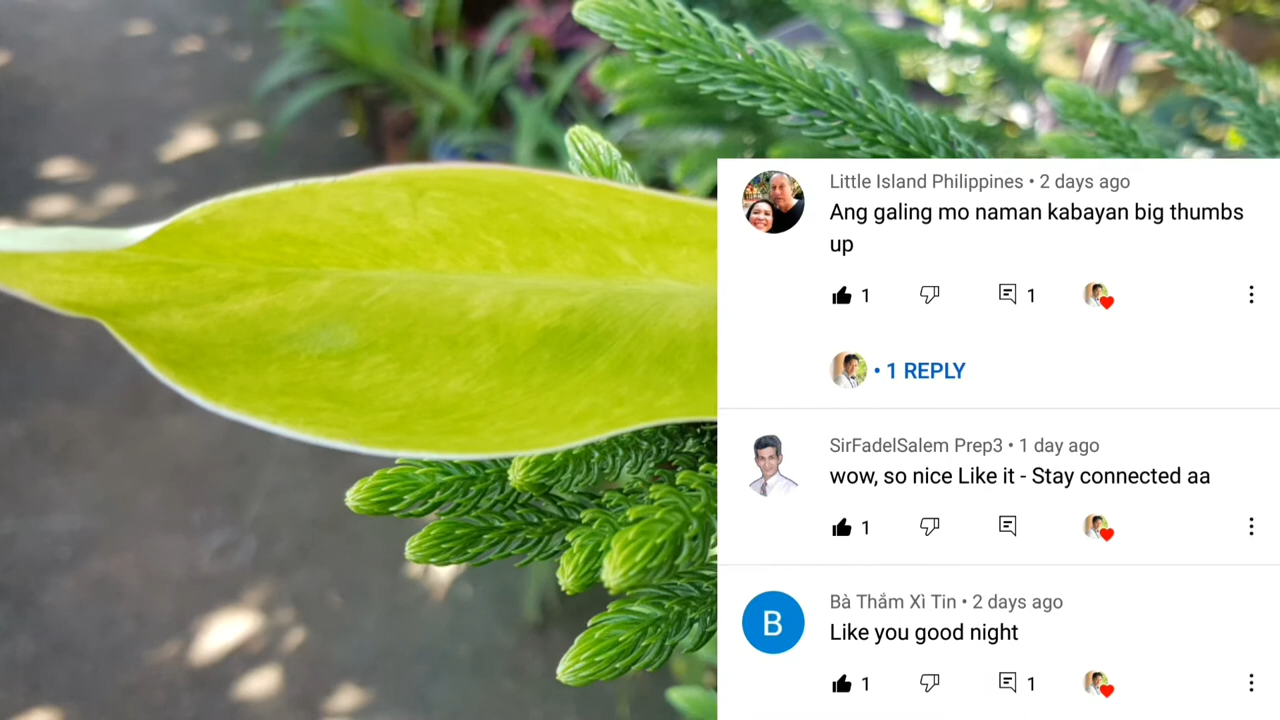 Little Island Philippines • 2 days ago
Ang galing mo naman kabayan big thumbs
up
1
1
• 1 REPLY
SirFadelSalem Prep3 • 1 day ago
wow, so nice Like it - Stay connected aa
1
B
Bà Thắm Xì Tin • 2 days ago
Like you good night
1
1